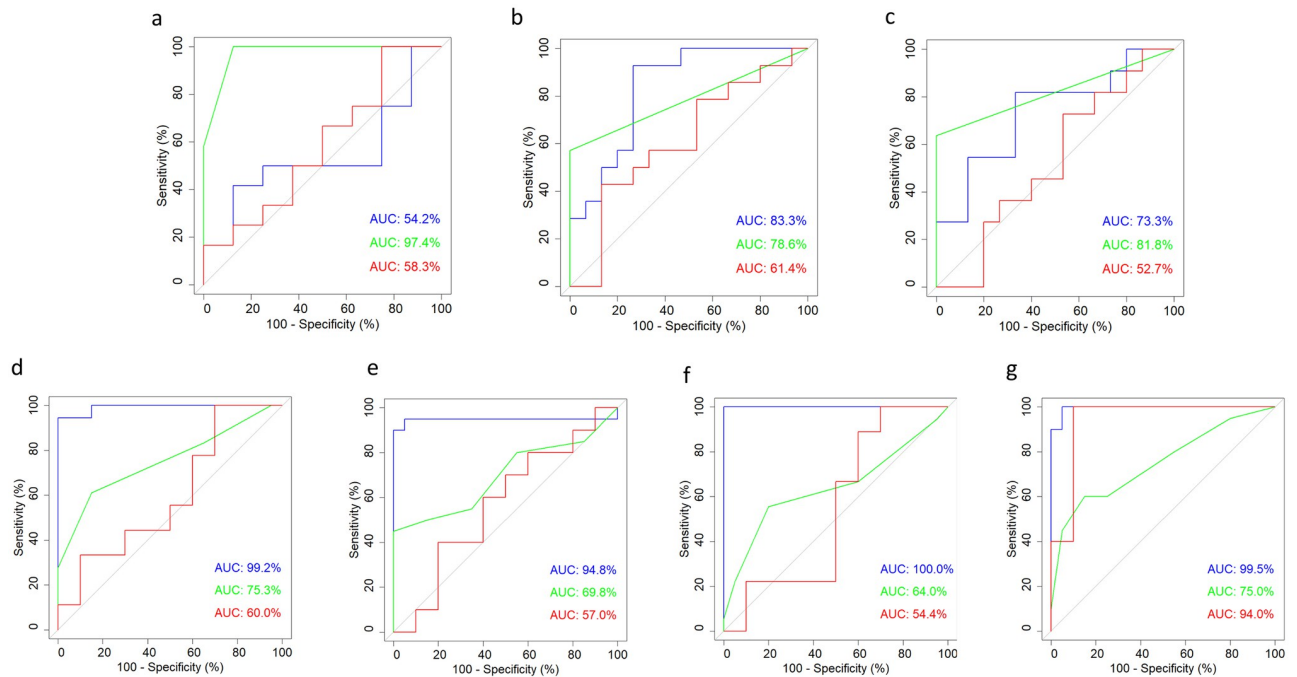 a
100
80
60
40
20
0
Sensitivity (%)
AUC: 54.2%
AUC: 97.4%
AUC: 58.3%
0 20 40 60 80 100
100 - Specificity (%)
b
100
80
60
40
20
0
Sensitivity (%)
AUC: 83.3%
AUC: 78.6%
AUC: 61.4%
0 20 40 60 80 100
100 - Specificity (%)
c
100
80
60
40
20
0
Sensitivity (%)
AUC: 73.3%
AUC: 81.8%
AUC: 52.7%
0 20 40 60 80 100
100 - Specificity (%)
d
100
80
60
40
20
0
Sensitivity (%)
AUC: 99.2%
AUC: 75.3%
AUC: 60.0%
0 20 40 60 80 100
100 - Specificity (%)
e
100
80
60
40
20
0
Sensitivity (%)
AUC: 94.8%
AUC: 69.8%
AUC: 57.0%
0 20 40 60 80 100
100 - Specificity (%)
f
100
80
60
40
20
0
Sensitivity (%)
AUC: 100.0%
AUC: 64.0%
AUC: 54.4%
0 20 40 60 80 100
100 - Specificity (%)
g
100
80
60
40
20
0
Sensitivity (%)
AUC: 99.5%
AUC: 75.0%
AUC: 94.0%
0 20 40 60 80 100
100 - Specificity (%)